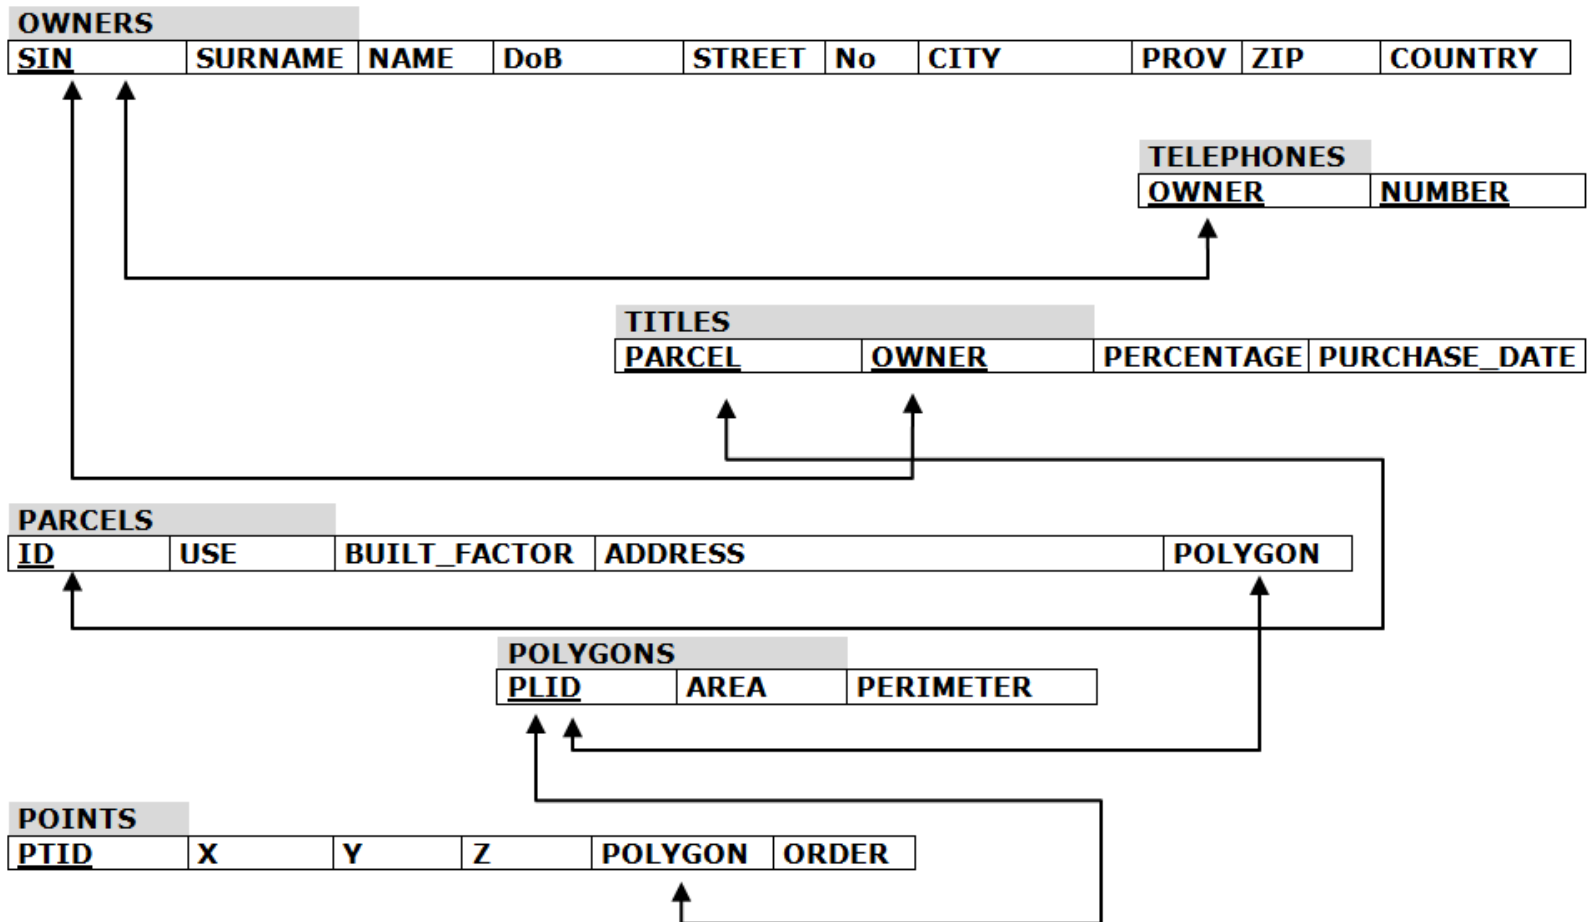 OWNERS
SIN SURNAME NAME DoB STREET No CITY PROV ZIP COUNTRY
TELEPHONES
OWNER NUMBER
TITLES
PARCEL OWNER PERCENTAGE PURCHASE_DATE
PARCELS
ID USE BUILT_FACTOR ADDRESS POLYGON
POLYGONS
PLID AREA PERIMETER
POINTS
PTID X Y Z POLYGON ORDER